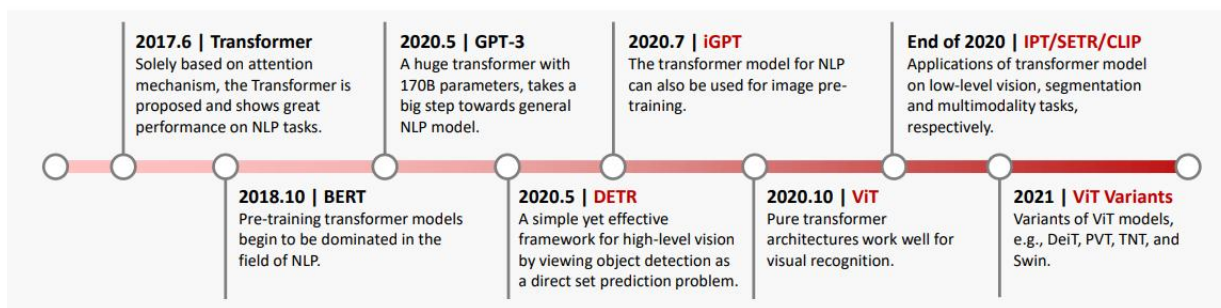 2017.6 | Transformer
Solely based on attention
mechanism, the Transformer is
proposed and shows great
performance on NLP tasks.
2018.10 | BERT
Pre-training transformer models
begin to be dominated in the
field of NLP.
2020.5 | GPT-3
A huge transformer with
170B parameters, takes a
big step towards general
NLP model.
2020.5 | DETR
A simple yet effective
framework for high-level vision
by viewing object detection as
a direct set prediction problem.
2020.7 | iGPT
The transformer model for NLP
can also be used for image pre-
training.
2020.10 | ViT
Pure transformer
architectures work well for
visual recognition.
End of 2020 | IPT/SETR/CLIP
Applications of transformer model
on low-level vision, segmentation
and multimodality tasks,
respectively.
2021 | ViT Variants
Variants of ViT models,
e.g., DeiT, PVT, TNT, and
Swin.